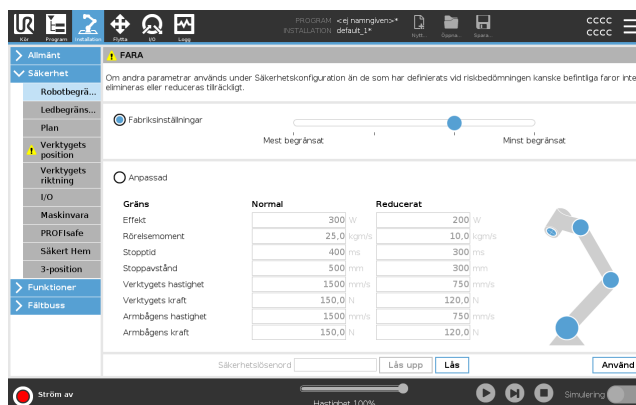 PROGRAM <ej namngiven>*
INSTALLATION default_1*
CCCC
CCCC
Kör Program Installation Flytta I/O Logg Nytt... Öppna... Spara...
Allmänt
Säkerhet
Robotbegrä...
Ledbegräns...
Plan
Verktygets
position
Verktygets
riktning
I/O
Maskinvara
PROFIsafe
Säkert Hem
3-position
Funktioner
Fältbuss
FARA
Om andra parametrar används under Säkerhetskonfiguration än de som har definierats vid riskbedömningen kanske befintliga faror inte
elimineras eller reduceras tillräckligt.
Fabriksinställningar
Mest begränsat Minst begränsat
Anpassad
Gräns Normal Reducerat
Effekt 300 W 200 W
Rörelsemoment 25,0 kgm/s 10,0 kgm/s
Stopptid 400 ms 300 ms
Stoppavstånd 500 mm 300 mm
Verktygets hastighet 1500 mm/s 750 mm/s
Verktygets kraft 150,0 N 120,0 N
Armbågens hastighet 1500 mm/s 750 mm/s
Armbågens kraft 150,0 N 120,0 N
Säkerhetslösenord Lås upp Lås Använd
Ström av
Hastighet 100%
Simulering